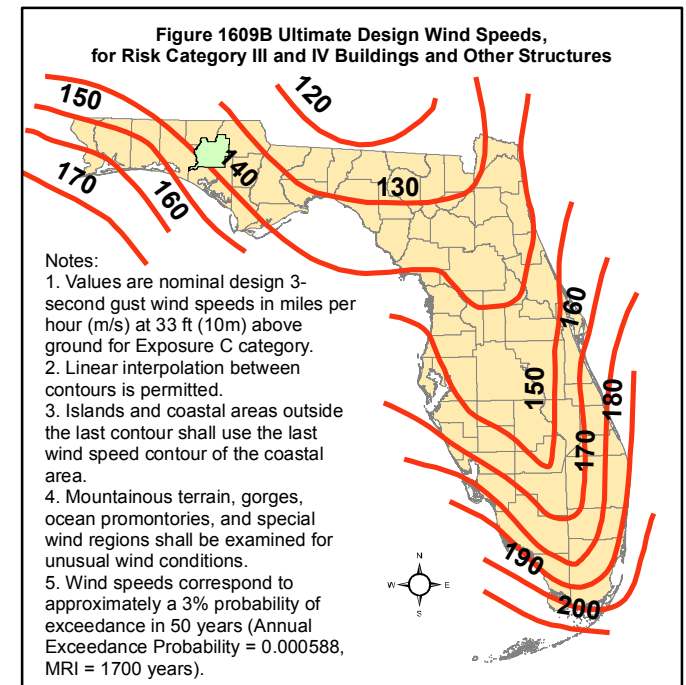 Figure 1609B Ultimate Design Wind Speeds,
for Risk Category III and IV Buildings and Other Structures
120
150
140
130
170
160
Notes:
1. Values are nominal design 3-
second gust wind speeds in miles per
hour (m/s) at 33 ft (10m) above
ground for Exposure C category.
2. Linear interpolation between
contours is permitted.
3. Islands and coastal areas outside
the last contour shall use the last
wind speed contour of the coastal
area.
4. Mountainous terrain, gorges,
ocean promontories, and special
wind regions shall be examined for
unusual wind conditions.
5. Wind speeds correspond to
approximately a 3% probability of
exceedance in 50 years (Annual
Exceedance Probability = 0.000588,
MRI = 1700 years).
160
150
180
170
190
200
N
W E
S